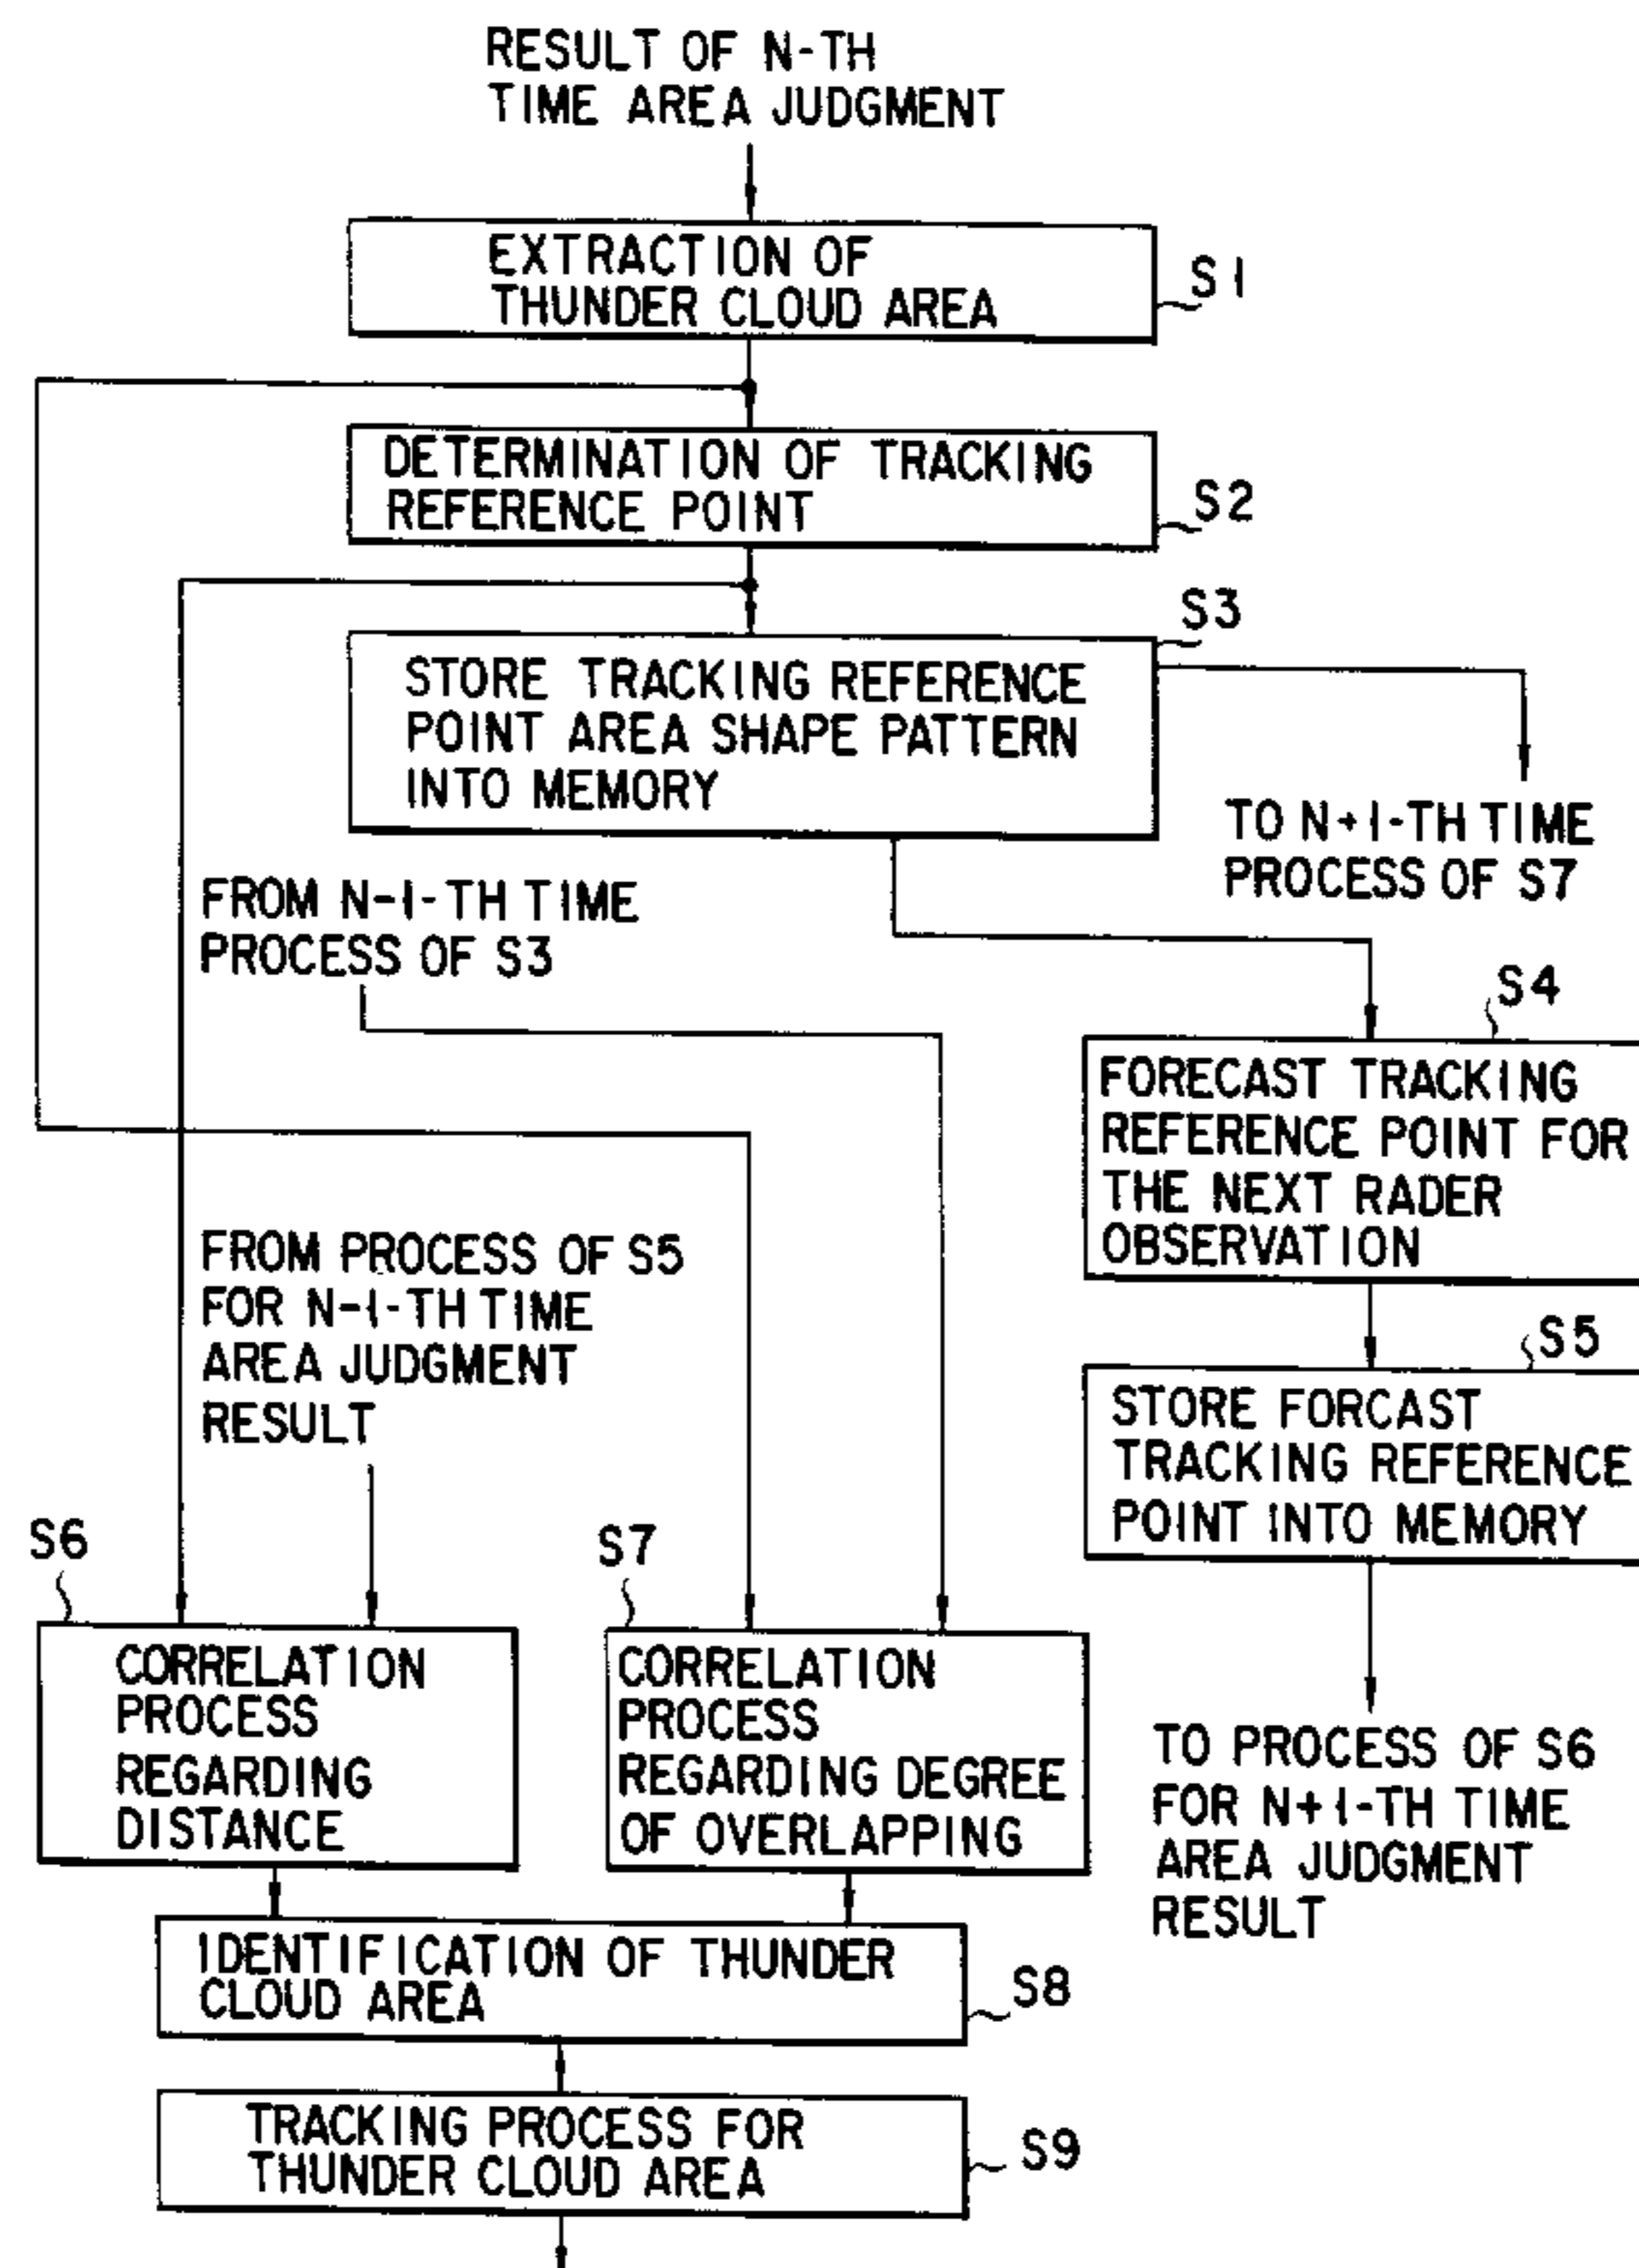 RESULT OF N-TH
TIME AREA JUDGMENT
EXTRACTION OF
THUNDER CLOUD AREA
S1
DETERMINATION OF TRACKING
REFERENCE POINT
S2
S3
STORE TRACKING REFERENCE
POINT AREA SHAPE PATTERN
INTO MEMORY
TO N+1-TH TIME
PROCESS OF S7
FROM N-1-TH TIME
PROCESS OF S3
S4
FORECAST TRACKING
REFERENCE POINT FOR
THE NEXT RADER
OBSERVATION
FROM PROCESS OF S5
FOR N-1-TH TIME
AREA JUDGMENT
RESULT
S5
STORE FORCAST
TRACKING REFERENCE
POINT INTO MEMORY
S6
CORRELATION
PROCESS
REGARDING
DISTANCE
S7
CORRELATION
PROCESS
REGARDING DEGREE
OF OVERLAPPING
TO PROCESS OF S6
FOR N+1-TH TIME
AREA JUDGMENT
RESULT
IDENTIFICATION OF THUNDER
CLOUD AREA
S8
TRACKING PROCESS FOR
THUNDER CLOUD AREA
S9